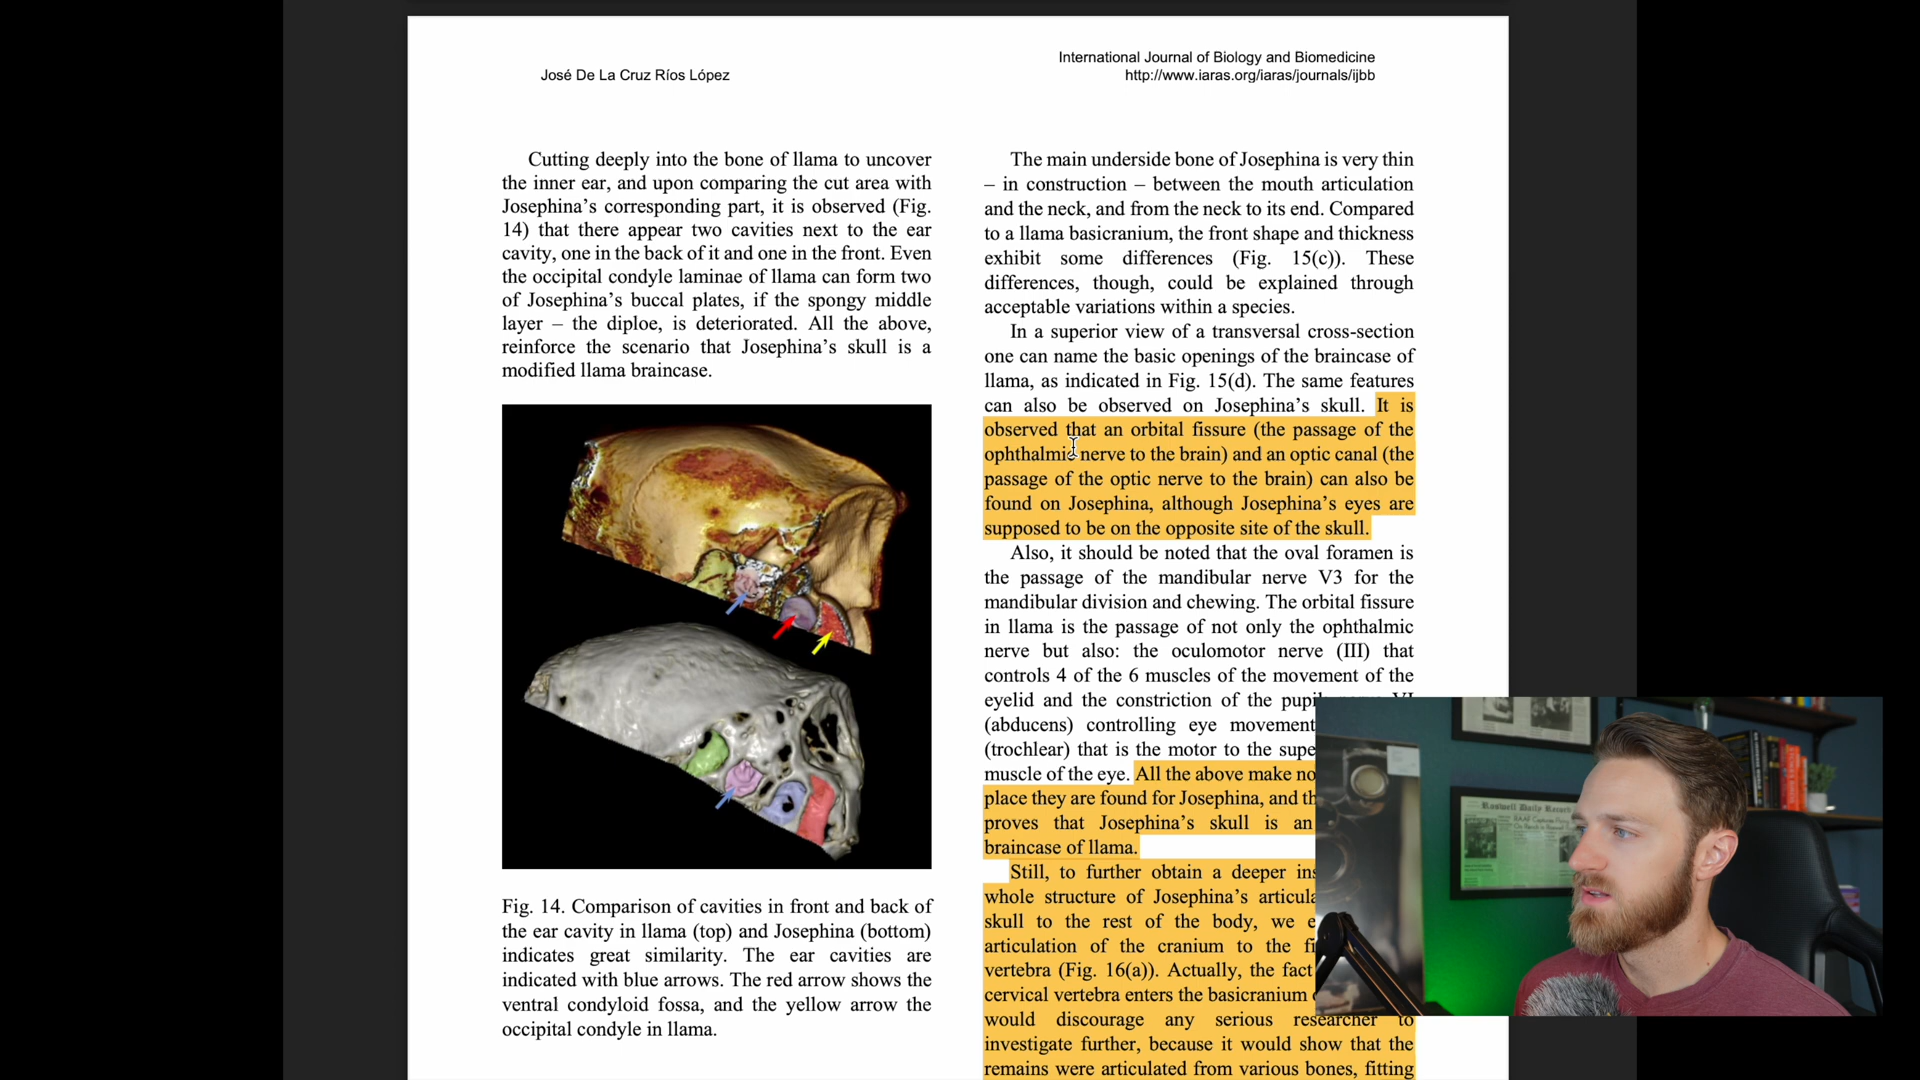 José De La Cruz Ríos López
International Journal of Biology and Biomedicine
http://www.iaras.org/iaras/journals/ijbb
Cutting deeply into the bone of llama to uncover
the inner ear, and upon comparing the cut area with
Josephina’s corresponding part, it is observed (Fig.
14) that there appear two cavities next to the ear
cavity, one in the back of it and one in the front. Even
the occipital condyle laminae of llama can form two
of Josephina’s buccal plates, if the spongy middle
layer – the diploe, is deteriorated. All the above,
reinforce the scenario that Josephina’s skull is a
modified llama braincase.
Fig. 14. Comparison of cavities in front and back of
the ear cavity in llama (top) and Josephina (bottom)
indicates great similarity. The ear cavities are
indicated with blue arrows. The red arrow shows the
ventral condyloid fossa, and the yellow arrow the
occipital condyle in llama.
The main underside bone of Josephina is very thin
– in construction – between the mouth articulation
and the neck, and from the neck to its end. Compared
to a llama basicranium, the front shape and thickness
exhibit some differences (Fig. 15(c)). These
differences, though, could be explained through
acceptable variations within a species.
In a superior view of a transversal cross-section
one can name the basic openings of the braincase of
llama, as indicated in Fig. 15(d). The same features
can also be observed on Josephina’s skull. It is
observed that an orbital fissure (the passage of the
ophthalmic nerve to the brain) and an optic canal (the
passage of the optic nerve to the brain) can also be
found on Josephina, although Josephina’s eyes are
supposed to be on the opposite site of the skull.
Also, it should be noted that the oval foramen is
the passage of the mandibular nerve V3 for the
mandibular division and chewing. The orbital fissure
in llama is the passage of not only the ophthalmic
nerve but also: the oculomotor nerve (III) that
controls 4 of the 6 muscles of the movement of the
eyelid and the constriction of the pupil
(abducens) controlling eye movement
(trochlear) that is the motor to the supe
muscle of the eye. All the above make no
place they are found for Josephina, and th
proves that Josephina’s skull is an
braincase of llama.
Still, to further obtain a deeper ins
whole structure of Josephina’s articula
skull to the rest of the body, we e
articulation of the cranium to the fi
vertebra (Fig. 16(a)). Actually, the fact
cervical vertebra enters the basicranium
would discourage any serious researcher to
investigate further, because it would show that the
remains were articulated from various bones, fitting
Roswell Daily Record